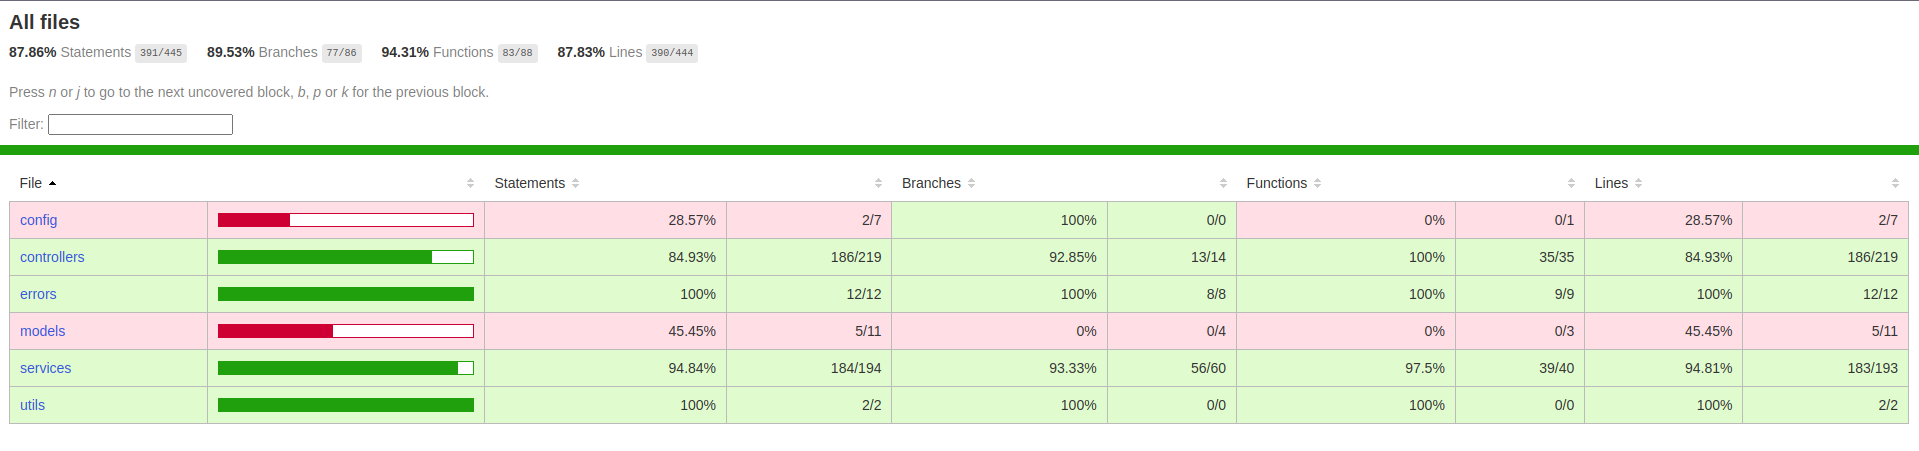 All files
87.86% Statements 391/445 89.53% Branches 77/86 94.31% Functions 83/88 87.83% Lines 390/444
Press n or j to go to the next uncovered block, b, p or k for the previous block.
Filter:
File Statements Branches Functions Lines
config 28.57% 2/7 100% 0/0 0% 0/1 28.57% 2/7
controllers 84.93% 186/219 92.85% 13/14 100% 35/35 84.93% 186/219
errors 100% 12/12 100% 8/8 100% 9/9 100% 12/12
models 45.45% 5/11 0% 0/4 0% 0/3 45.45% 5/11
services 94.84% 184/194 93.33% 56/60 97.5% 39/40 94.81% 183/193
utils 100% 2/2 100% 0/0 100% 0/0 100% 2/2